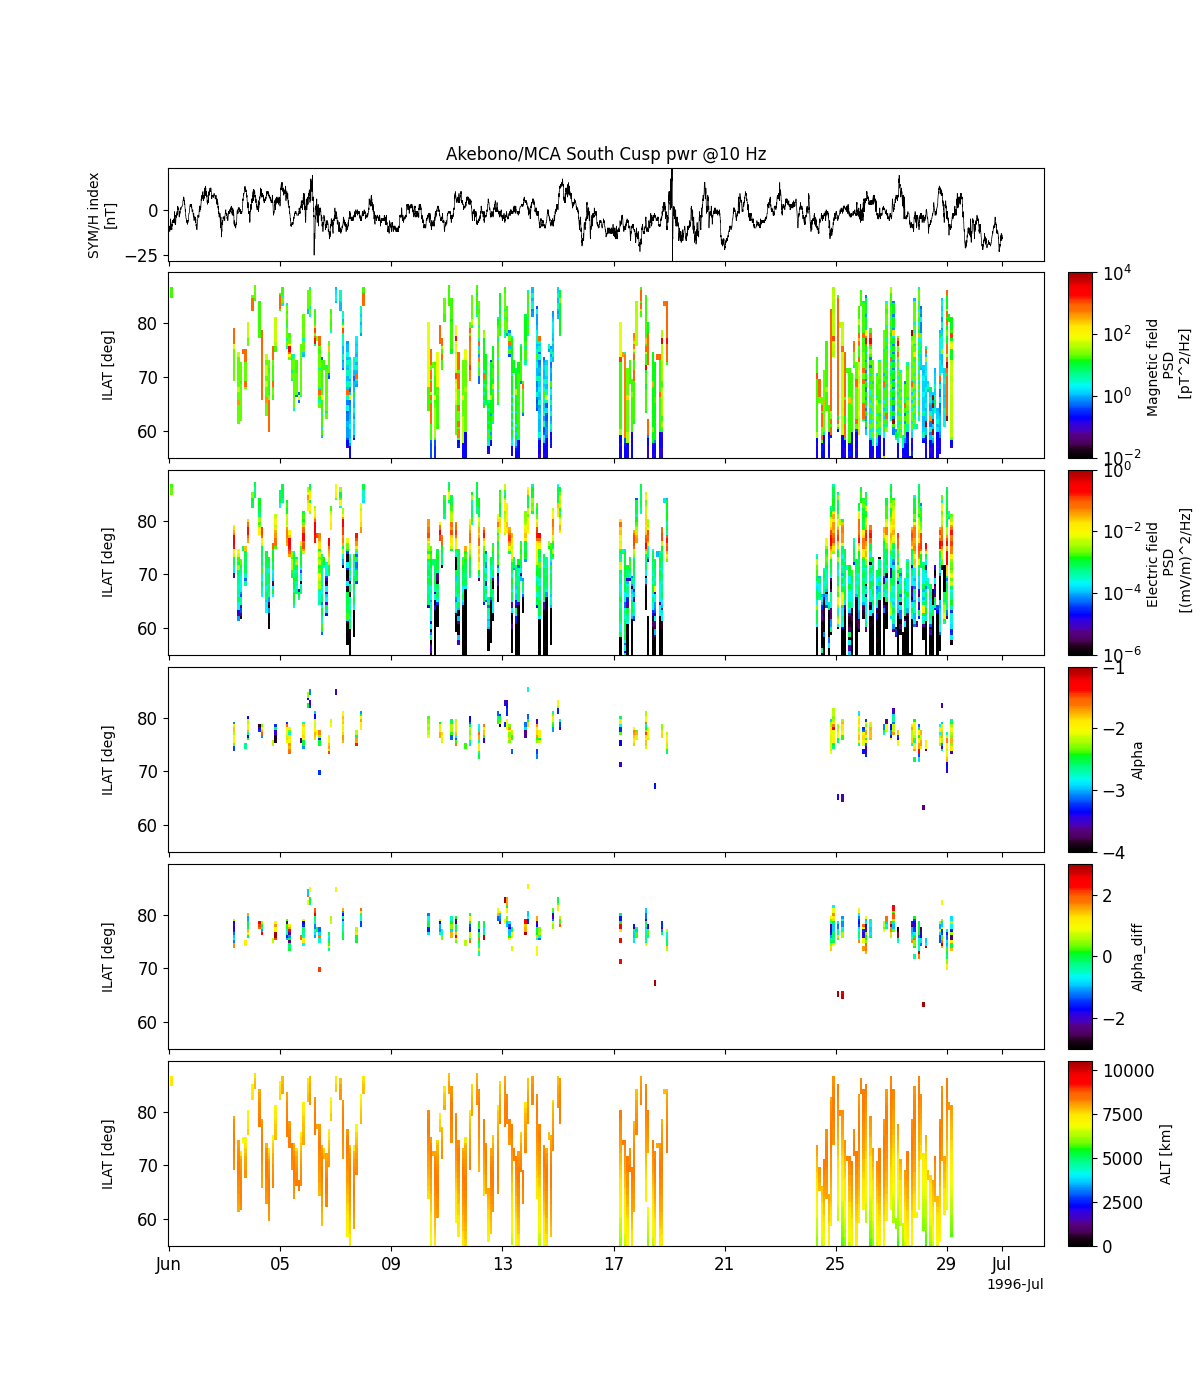 Akebono/MCA South Cusp pwr @10 Hz
SYM/H index
[nT]
0
−25
ILAT [deg]
80
70
60
10^4
10^2
10^0
10^−2
Magnetic field
PSD
[pT^2/Hz]
ILAT [deg]
80
70
60
10^0
10^−2
10^−4
10^−6
Electric field
PSD
[(mV/m)^2/Hz]
ILAT [deg]
80
70
60
−1
−2
−3
−4
Alpha
ILAT [deg]
80
70
60
2
0
−2
Alpha_diff
ILAT [deg]
80
70
60
10000
7500
5000
2500
0
ALT [km]
Jun 05 09 13 17 21 25 29 Jul
1996-Jul